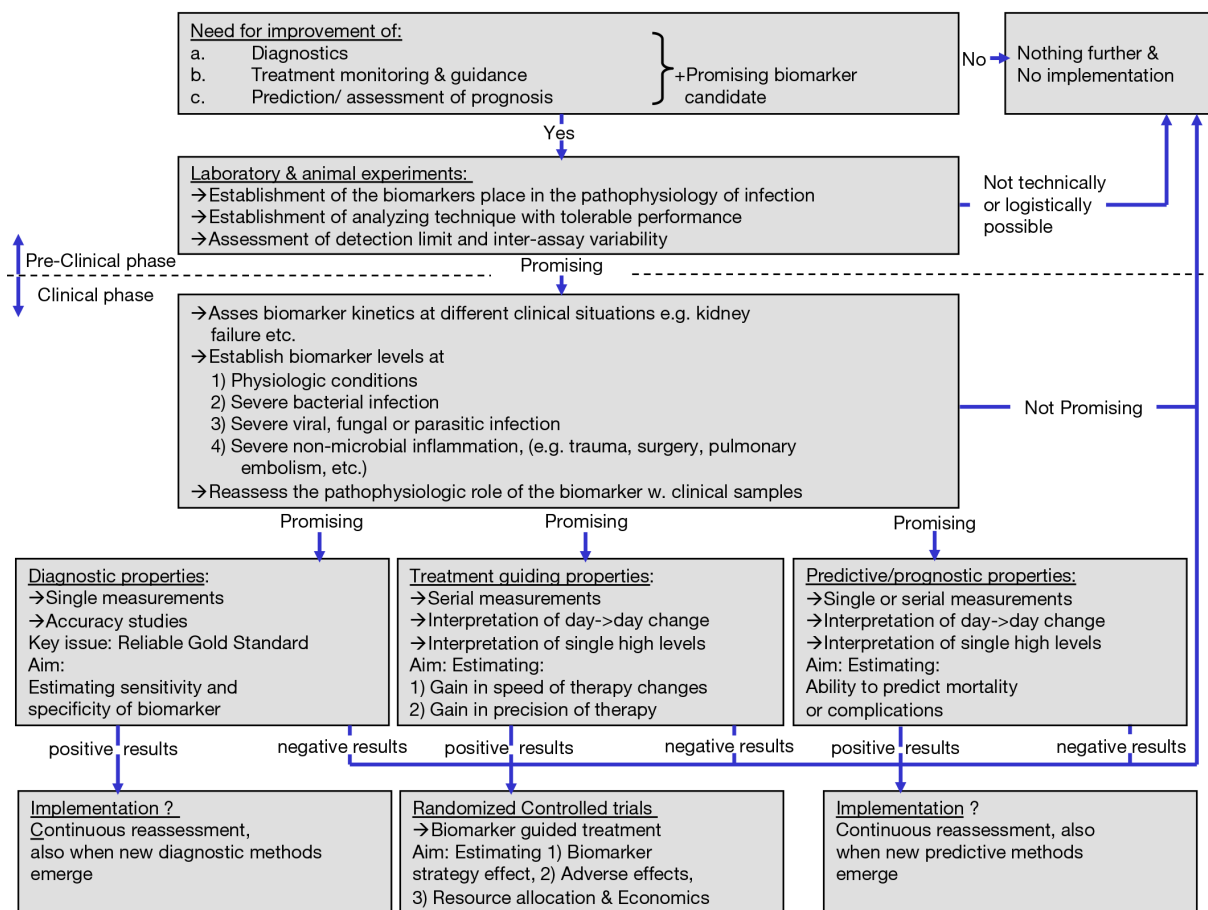 Need for improvement of:
a. Diagnostics
b. Treatment monitoring & guidance
c. Prediction/ assessment of prognosis
+Promising biomarker
candidate
No
Nothing further &
No implementation
Yes
Laboratory & animal experiments:
→Establishment of the biomarkers place in the pathophysiology of infection
→Establishment of analyzing technique with tolerable performance
→Assessment of detection limit and inter-assay variability
Not technically
or logistically
possible
Pre-Clinical phase
Promising
Clinical phase
→Asses biomarker kinetics at different clinical situations e.g. kidney
failure etc.
→Establish biomarker levels at
1) Physiologic conditions
2) Severe bacterial infection
3) Severe viral, fungal or parasitic infection
4) Severe non-microbial inflammation, (e.g. trauma, surgery, pulmonary
embolism, etc.)
→Reassess the pathophysiologic role of the biomarker w. clinical samples
Not Promising
Promising
Promising
Promising
Diagnostic properties:
→Single measurements
→Accuracy studies
Key issue: Reliable Gold Standard
Aim:
Estimating sensitivity and
specificity of biomarker
Treatment guiding properties:
→Serial measurements
→Interpretation of day->day change
→Interpretation of single high levels
Aim: Estimating:
1) Gain in speed of therapy changes
2) Gain in precision of therapy
Predictive/prognostic properties:
→Single or serial measurements
→Interpretation of day->day change
→Interpretation of single high levels
Aim: Estimating:
Ability to predict mortality
or complications
positive results
negative results
positive results
negative results
positive results
negative results
Implementation ?
Continuous reassessment,
also when new diagnostic methods
emerge
Randomized Controlled trials
→Biomarker guided treatment
Aim: Estimating 1) Biomarker
strategy effect, 2) Adverse effects,
3) Resource allocation & Economics
Implementation ?
Continuous reassessment, also
when new predictive methods
emerge